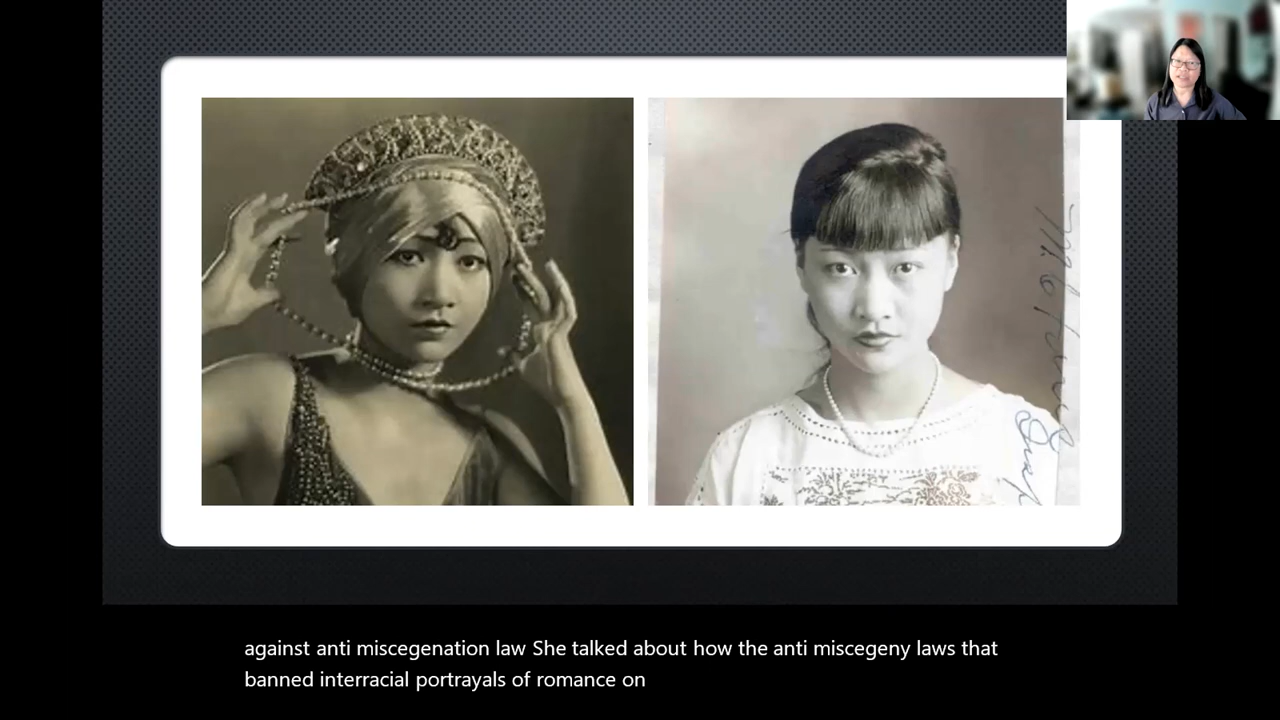 against anti miscegenation law She talked about how the anti miscegeny laws that
banned interracial portrayals of romance on